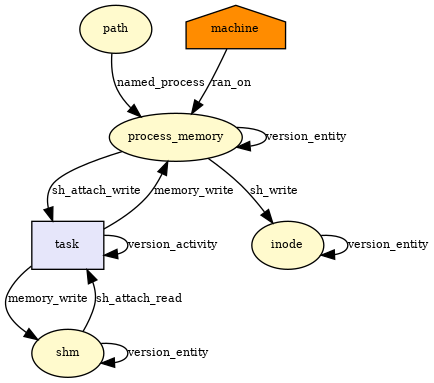 path
machine
named_process
ran_on
process_memory
version_entity
sh_attach_write
memory_write
sh_write
task
version_activity
inode
version_entity
memory_write
sh_attach_read
shm
version_entity